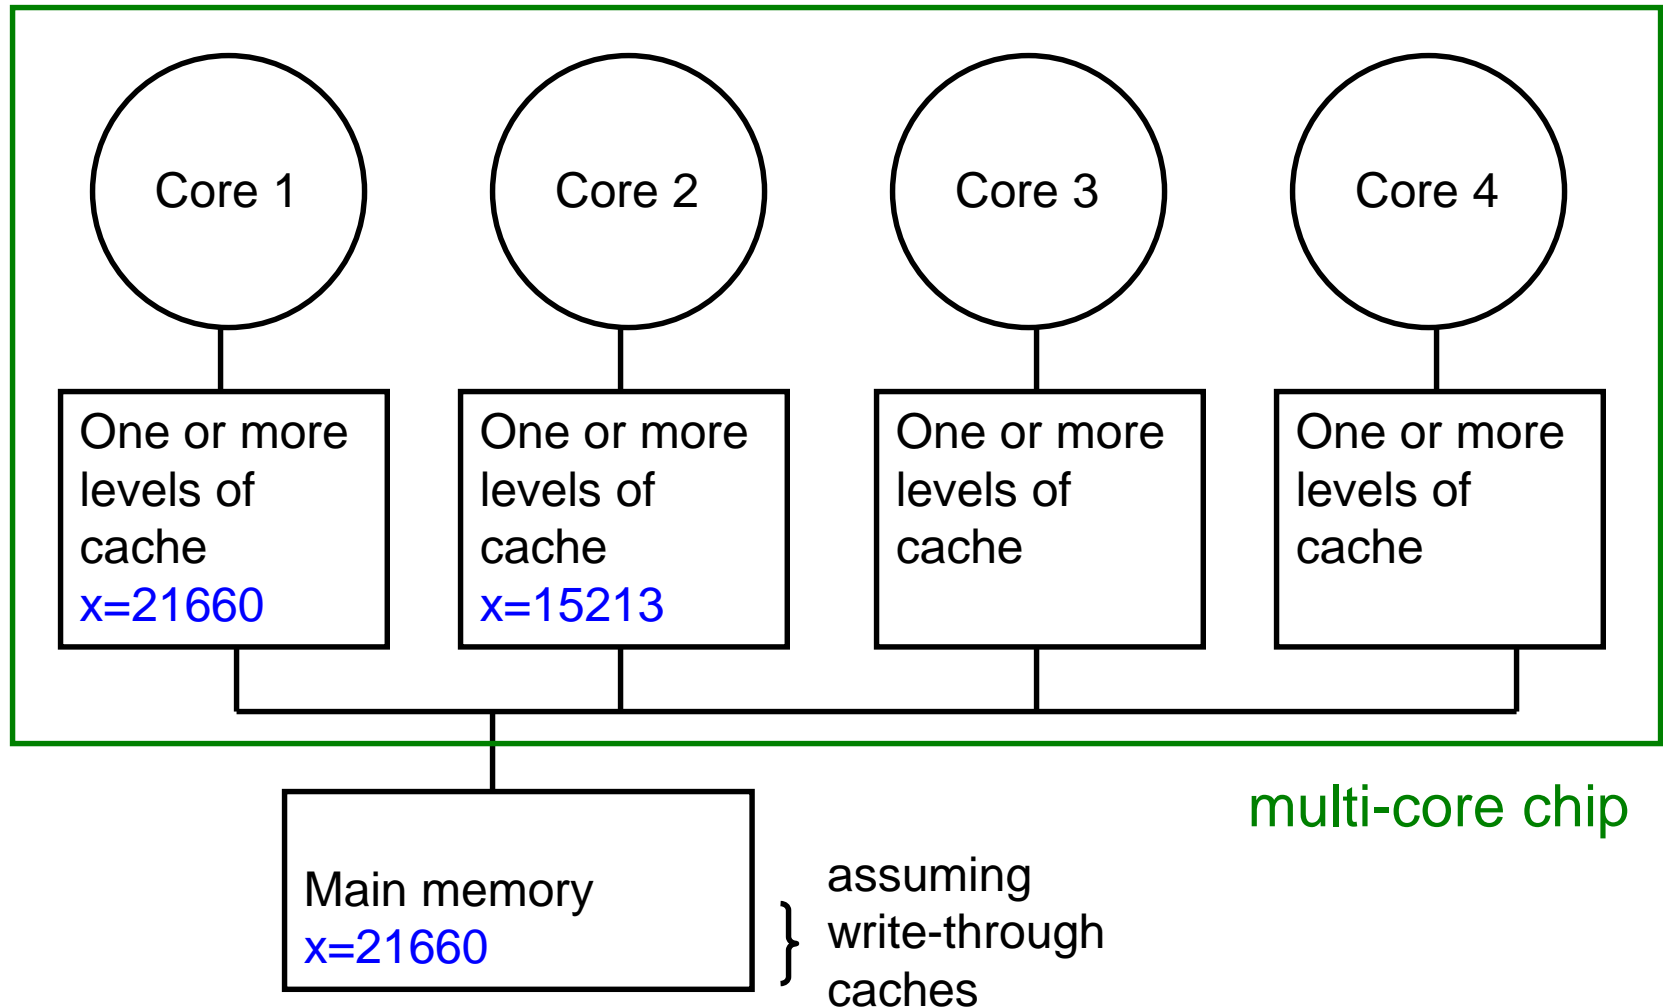 Core 1
Core 2
Core 3
Core 4
One or more
levels of
cache
x=21660
One or more
levels of
cache
x=15213
One or more
levels of
cache
One or more
levels of
cache
multi-core chip
Main memory
x=21660
assuming
write-through
caches